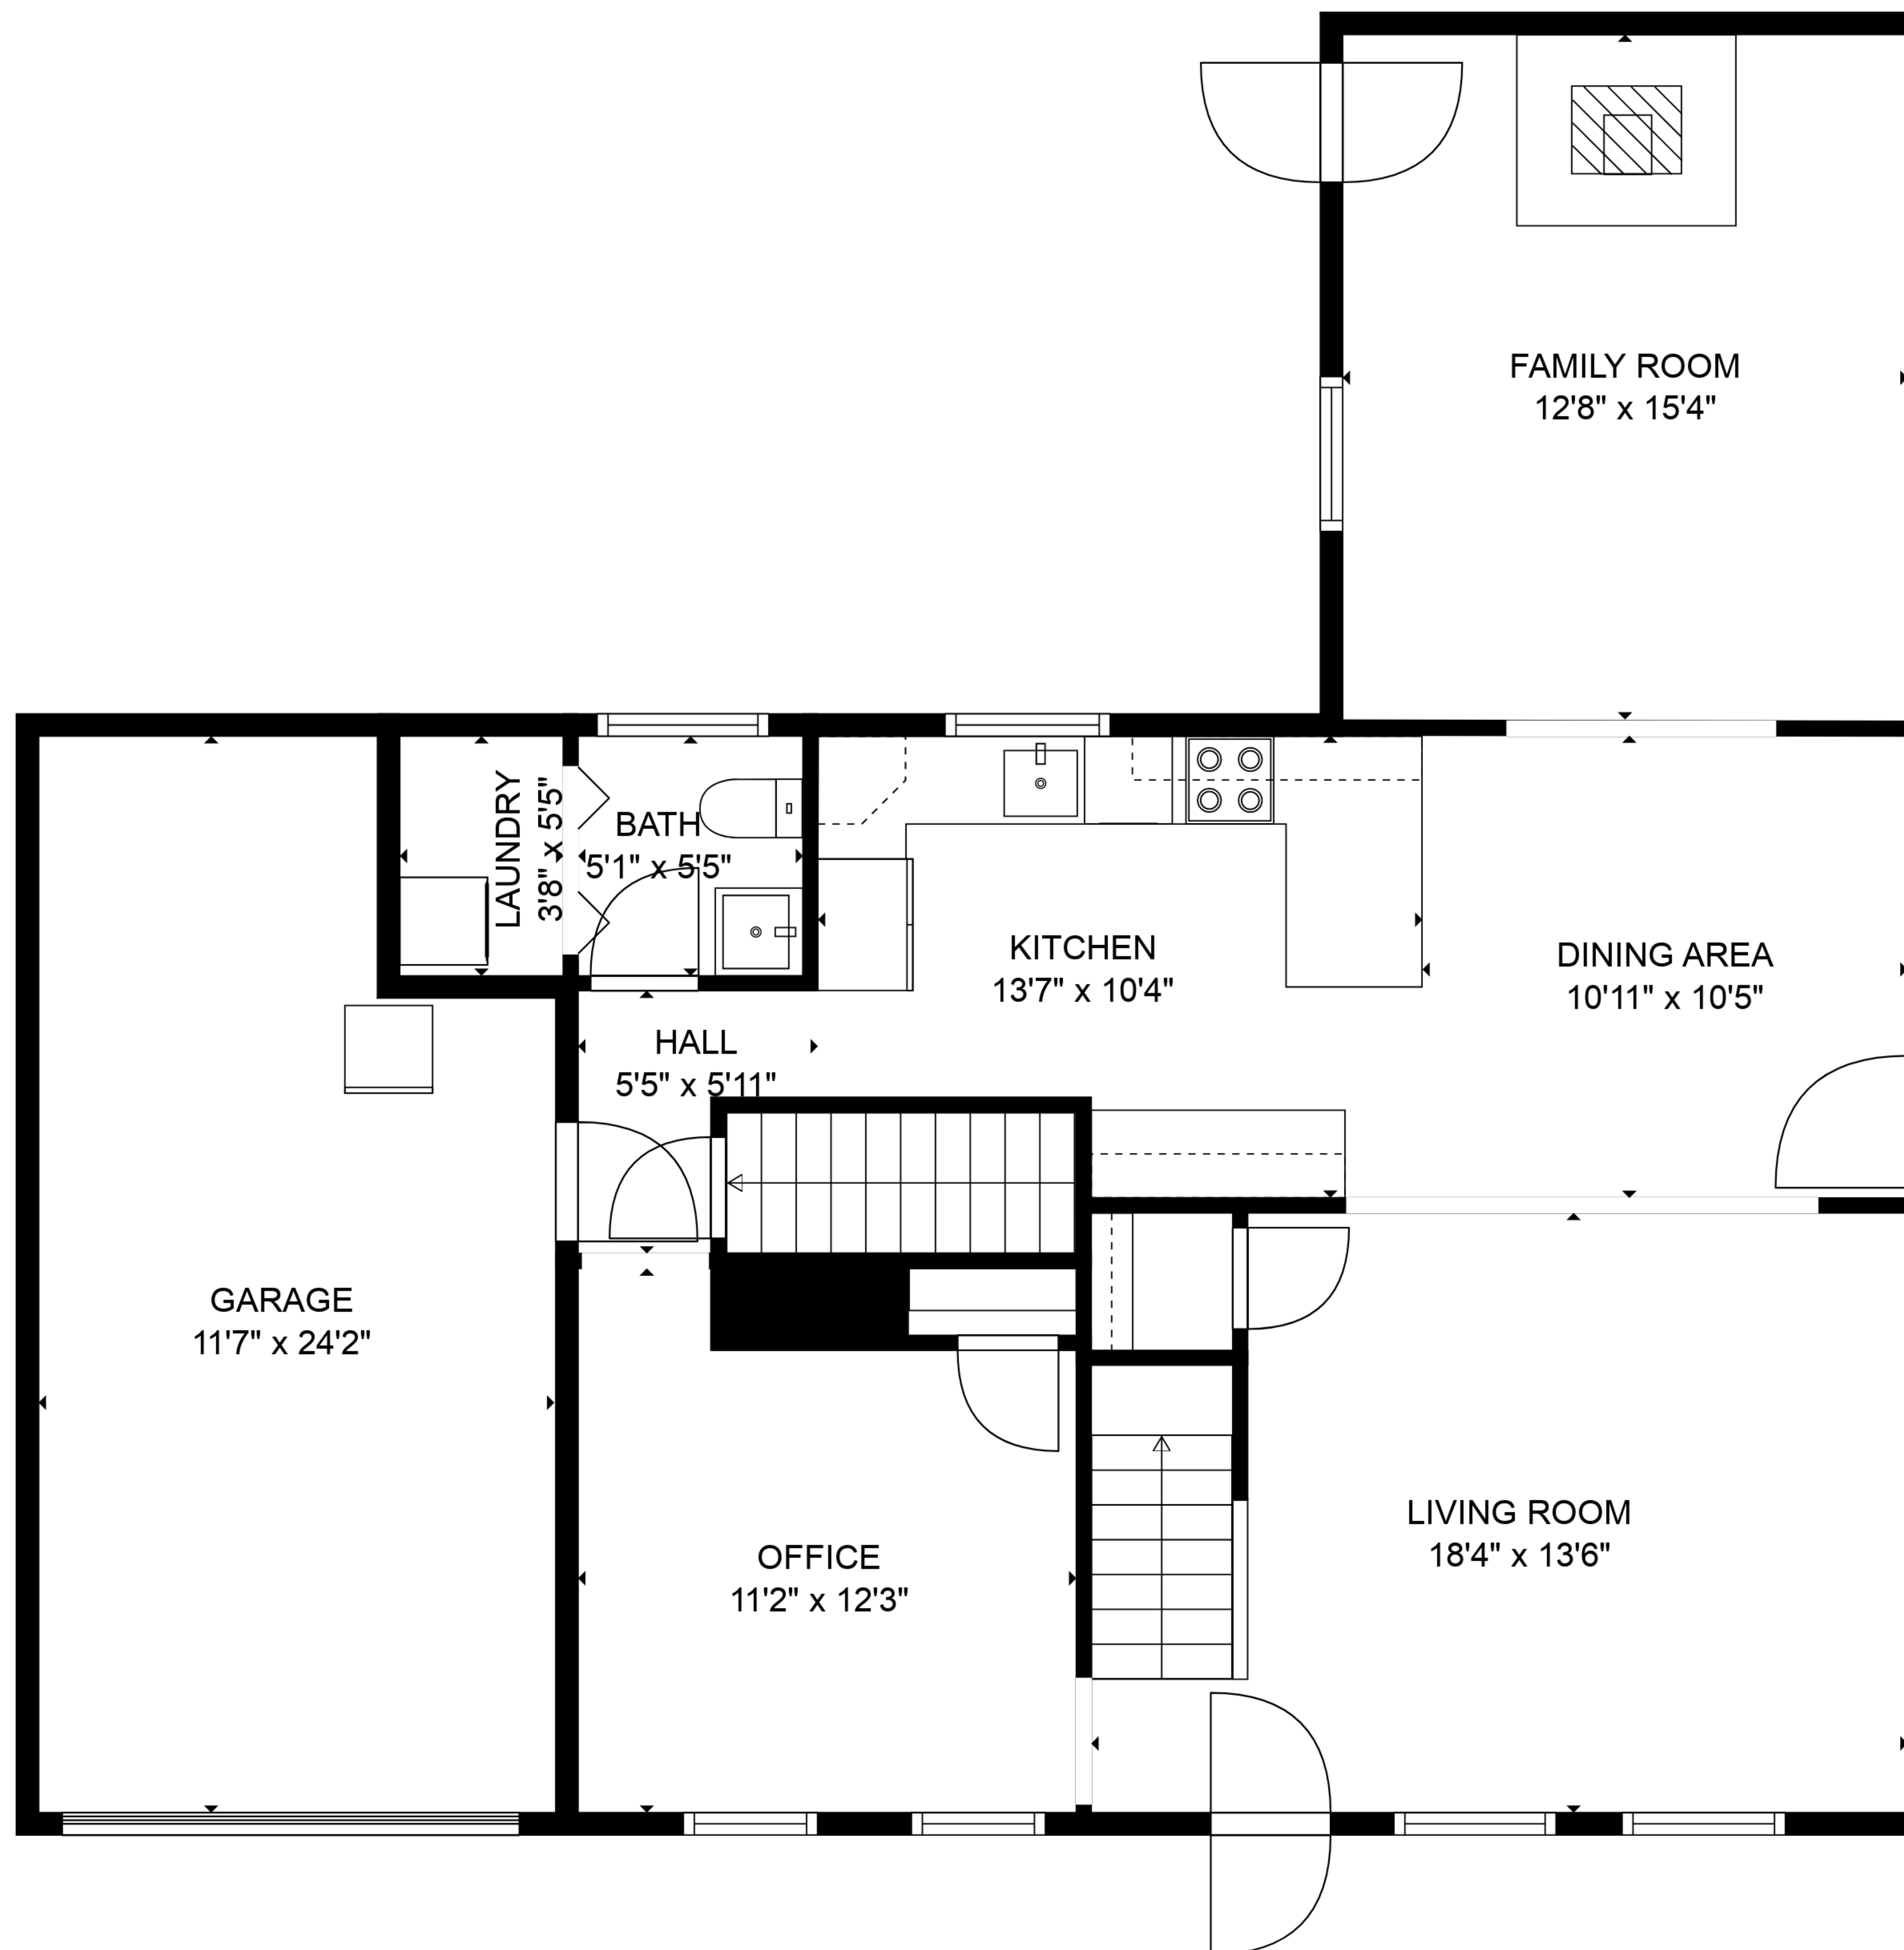 FAMILY ROOM
12'8" x 15'4"
LAUNDRY
3'8" x 5'5"
BATH
5'1" x 5'5"
KITCHEN
13'7" x 10'4"
DINING AREA
10'11" x 10'5"
HALL
5'5" x 5'11"
GARAGE
11'7" x 24'2"
LIVING ROOM
18'4" x 13'6"
OFFICE
11'2" x 12'3"